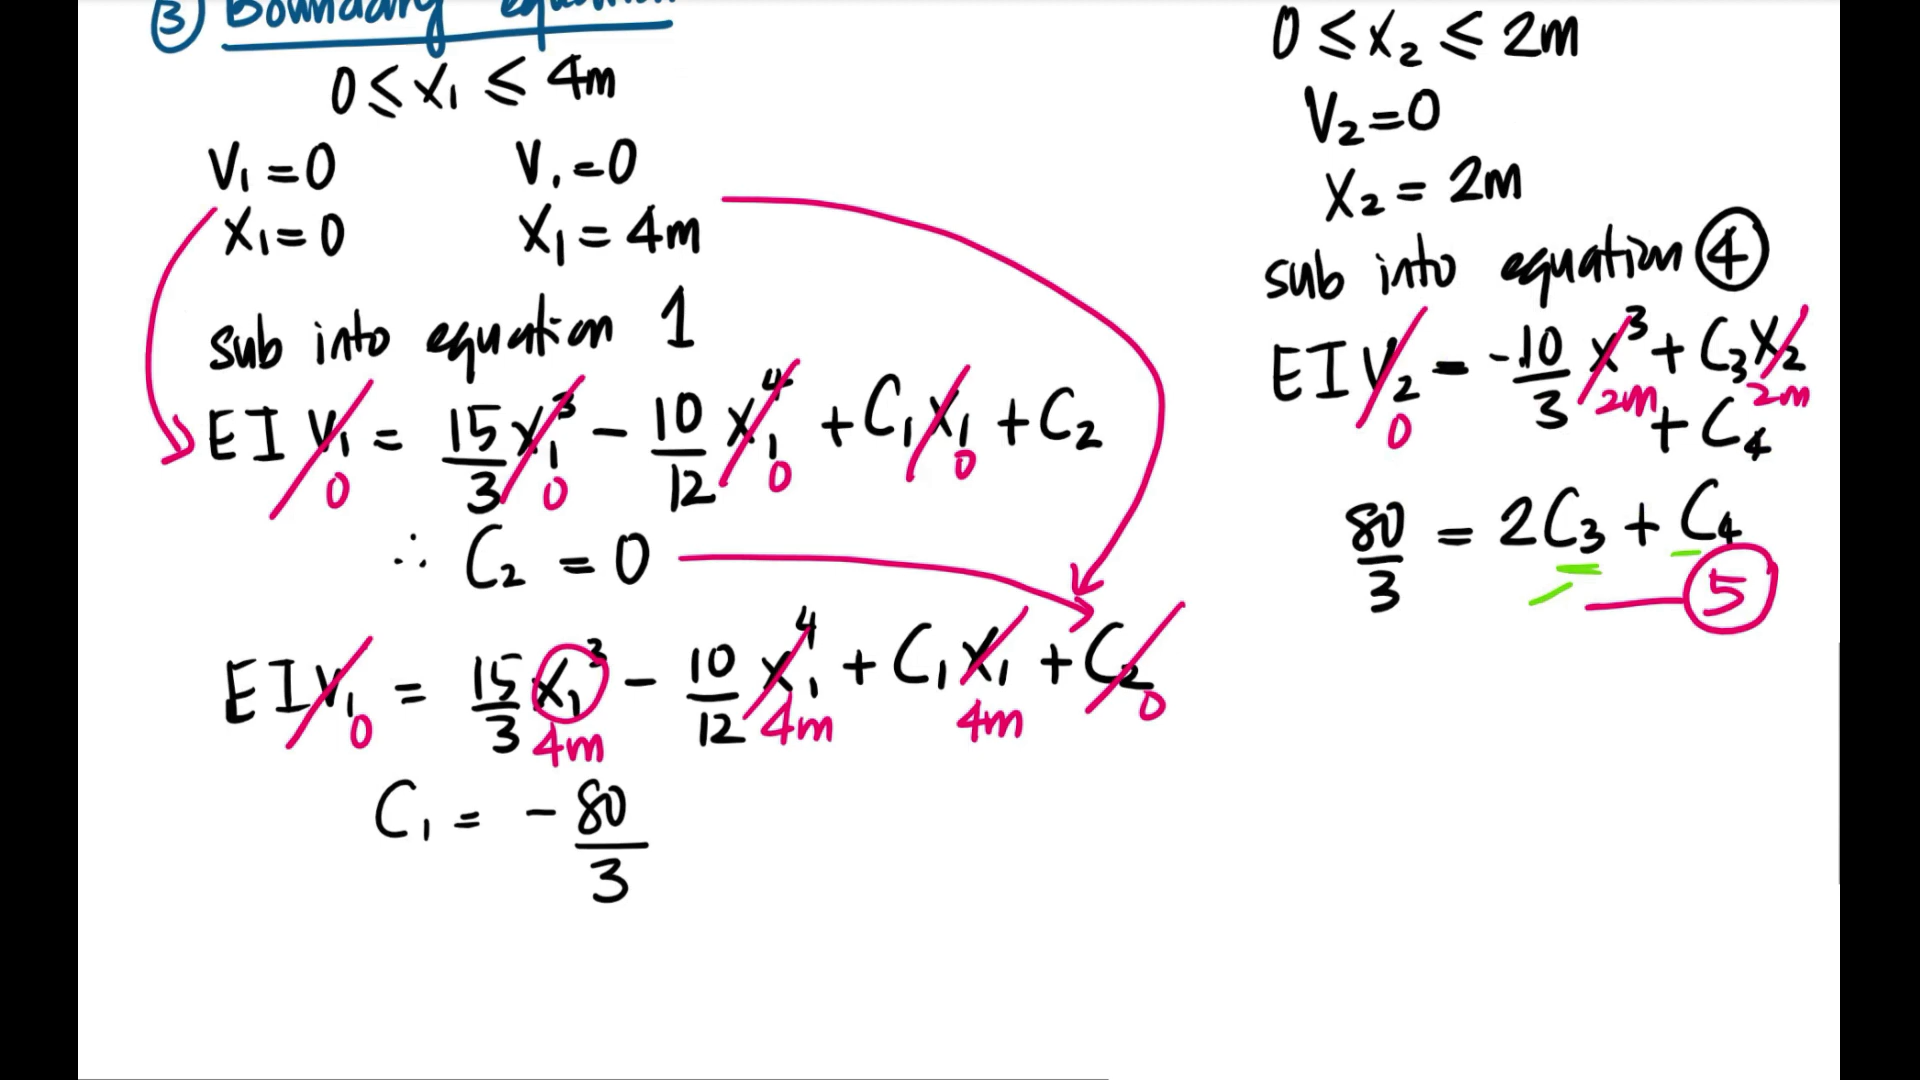 ③ Boundary equation
0 ≤ x₁ ≤ 4m
V₁ = 0    V₁ = 0
X₁ = 0    X₁ = 4m
sub into equation 1
EI V₁ = 15/3 x₁³ − 10/12 x₁⁴ + C₁x₁ + C₂
0 0 0 0
∴ C₂ = 0
EI V₁ = 15/3 x₁³ − 10/12 x₁⁴ + C₁x₁ + C₂
0 4m 4m 4m 0
C₁ = − 80/3
0 ≤ x₂ ≤ 2m
V₂ = 0
X₂ = 2m
sub into equation ④
EI V₂ = −10/3 x³ + C₃x₂
0 2m 2m
+ C₄
80/3 = 2C₃ + C₄
⑤